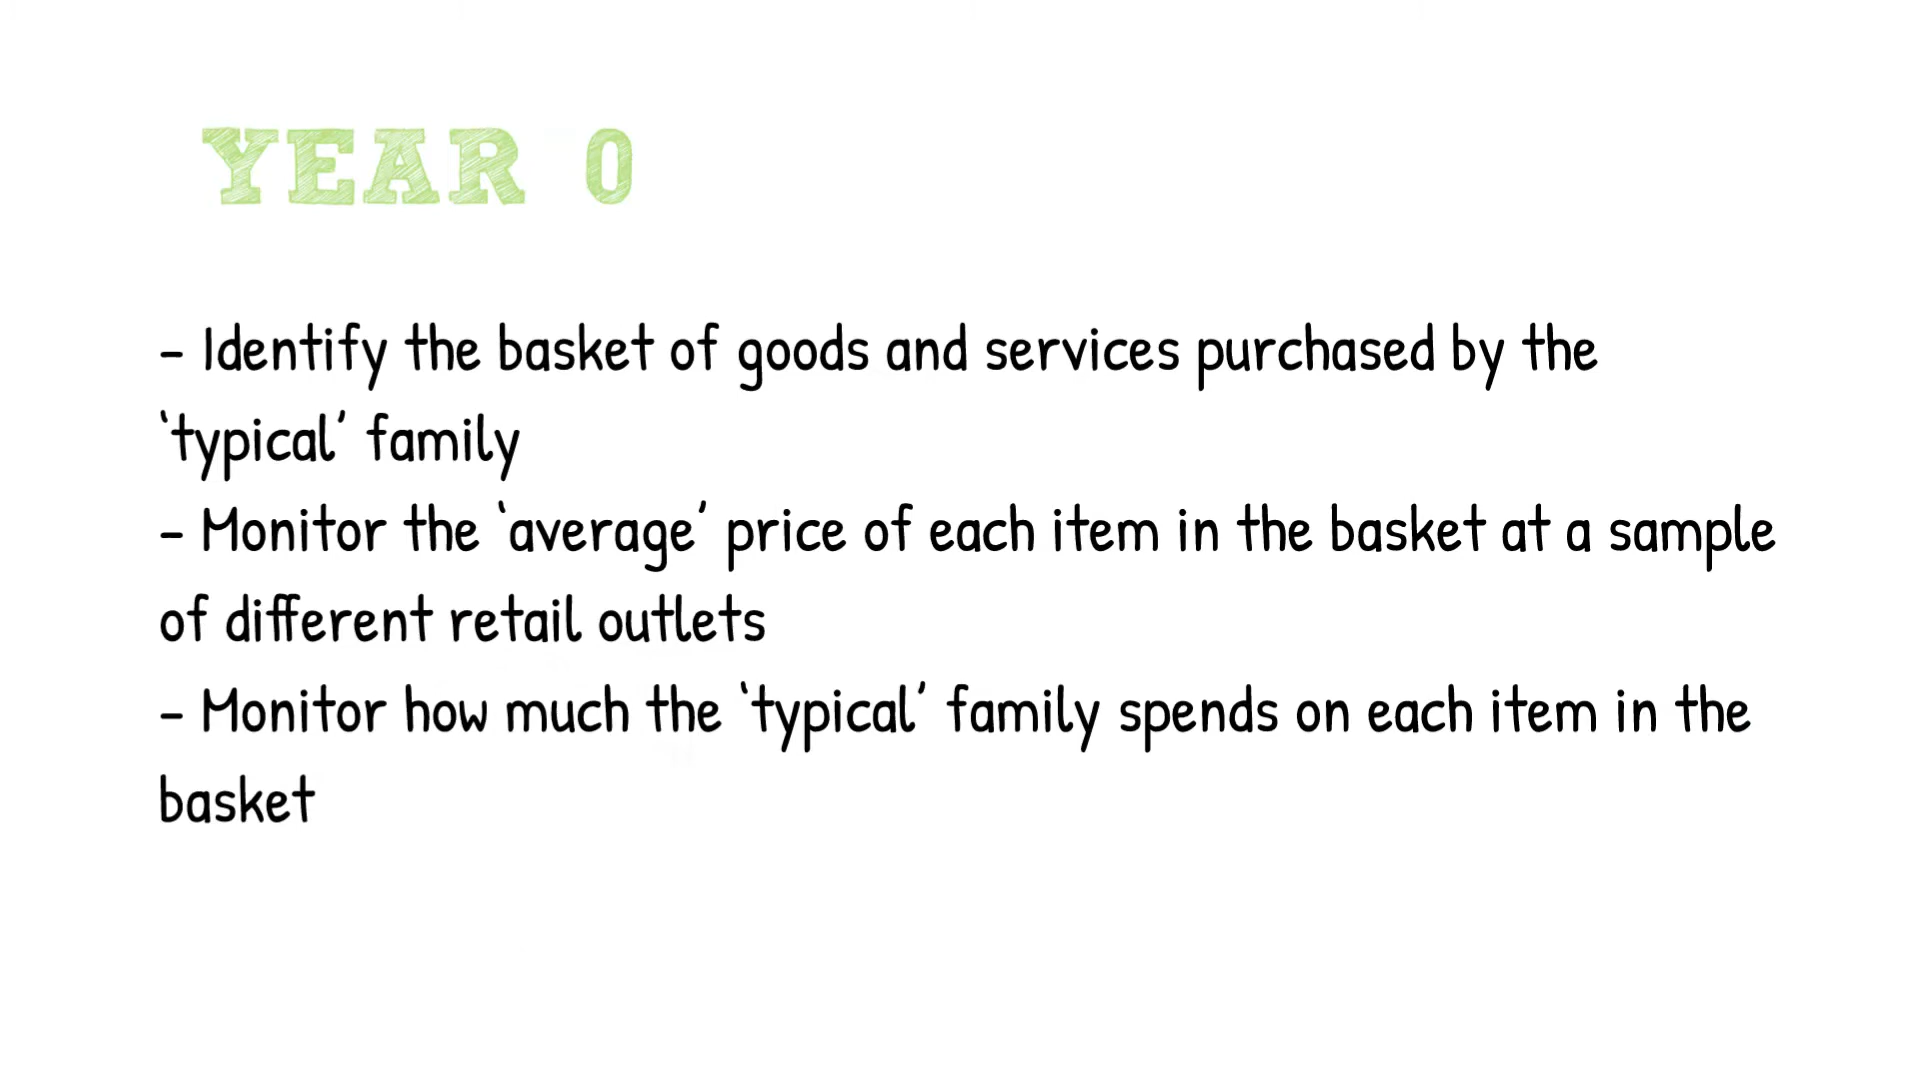 YEAR 0
- Identify the basket of goods and services purchased by the
‘typical’ family
- Monitor the ‘average’ price of each item in the basket at a sample
of different retail outlets
- Monitor how much the ‘typical’ family spends on each item in the
basket